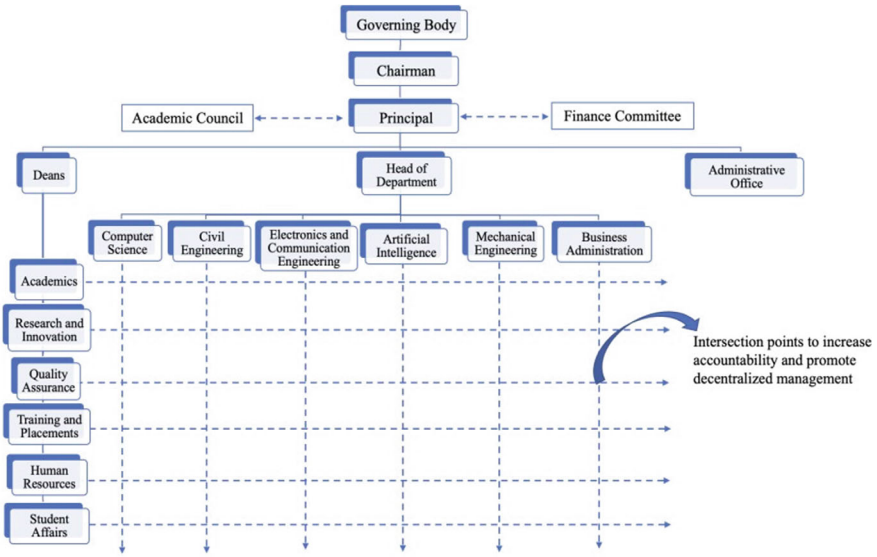 Governing Body
Chairman
Academic Council
Principal
Finance Committee
Deans
Head of
Department
Administrative
Office
Computer
Science
Civil
Engineering
Electronics and
Communication
Engineering
Artificial
Intelligence
Mechanical
Engineering
Business
Administration
Academics
Research and
Innovation
Quality
Assurance
Training and
Placements
Human
Resources
Student
Affairs
Intersection points to increase
accountability and promote
decentralized management